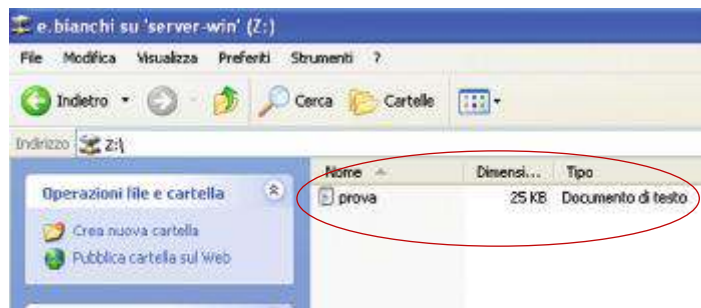 e.bianchi su 'server-win' (Z:)
File Modifica Visualizza Preferiti Strumenti ?
Indietro Cerca Cartelle
Indirizzo Z:\
Nome Dimensi... Tipo
prova 25 KB Documento di testo
Operazioni file e cartella
Crea nuova cartella
Pubblica cartella sul Web